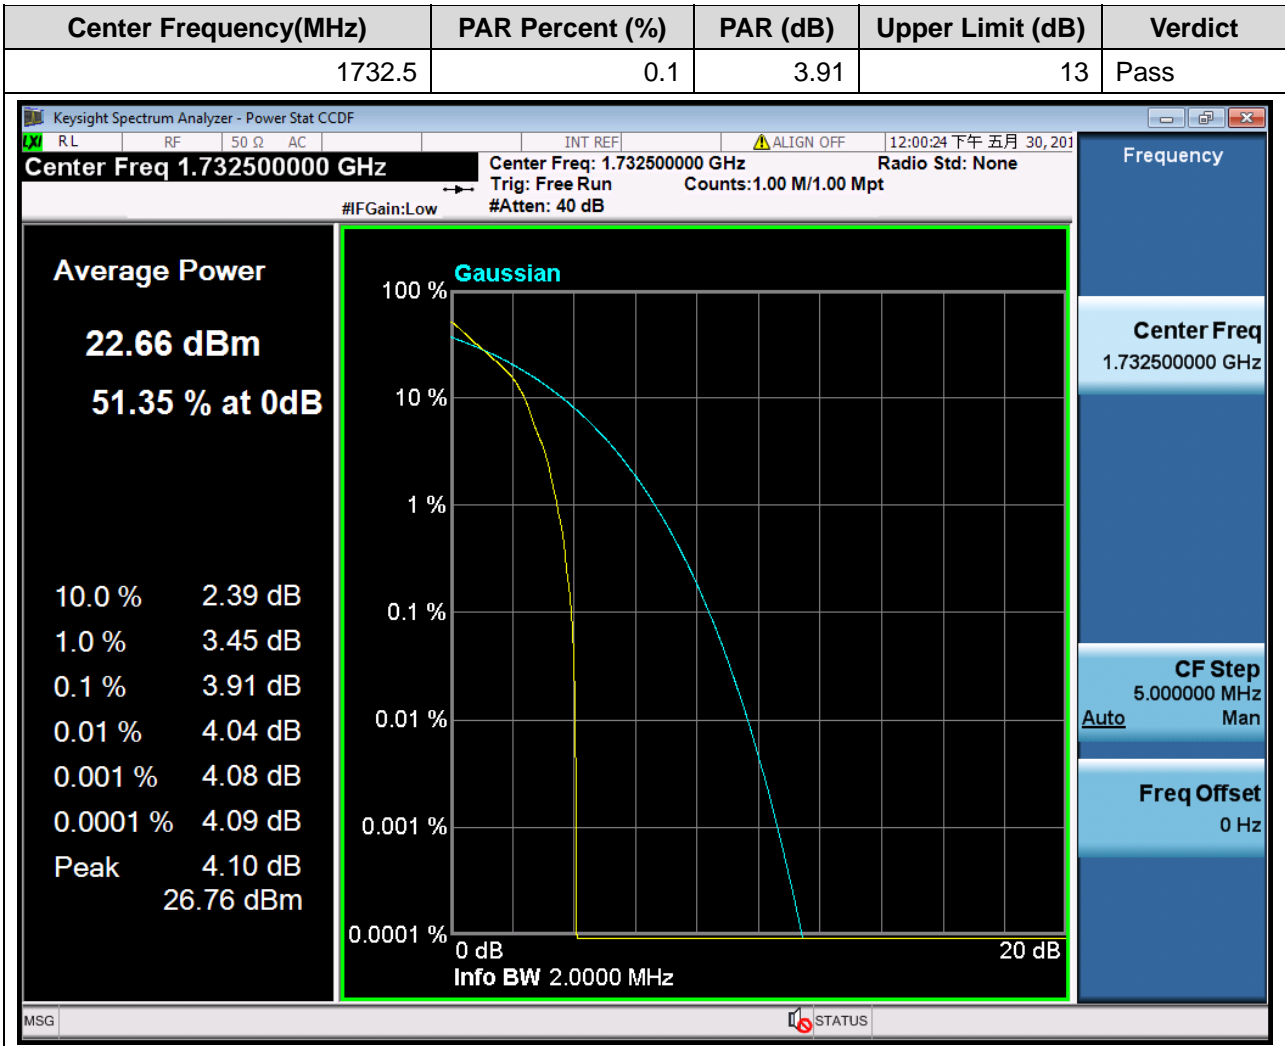 Center Frequency(MHz) PAR Percent (%) PAR (dB) Upper Limit (dB) Verdict
1732.5 0.1 3.91 13 Pass
Keysight Spectrum Analyzer - Power Stat CCDF
LXI RL RF 50 Ω AC INT REF ALIGN OFF 12:00:24 下午 五月 30, 201
Center Freq 1.732500000 GHz
Center Freq: 1.732500000 GHz Radio Std: None
Trig: Free Run Counts:1.00 M/1.00 Mpt
#IFGain:Low #Atten: 40 dB
Frequency
Average Power
22.66 dBm
51.35 % at 0dB
10.0 % 2.39 dB
1.0 % 3.45 dB
0.1 % 3.91 dB
0.01 % 4.04 dB
0.001 % 4.08 dB
0.0001 % 4.09 dB
Peak 4.10 dB
26.76 dBm
Gaussian
100 %
10 %
1 %
0.1 %
0.01 %
0.001 %
0.0001 %
0 dB 20 dB
Info BW 2.0000 MHz
Center Freq
1.732500000 GHz
CF Step
5.000000 MHz
Auto Man
Freq Offset
0 Hz
MSG STATUS